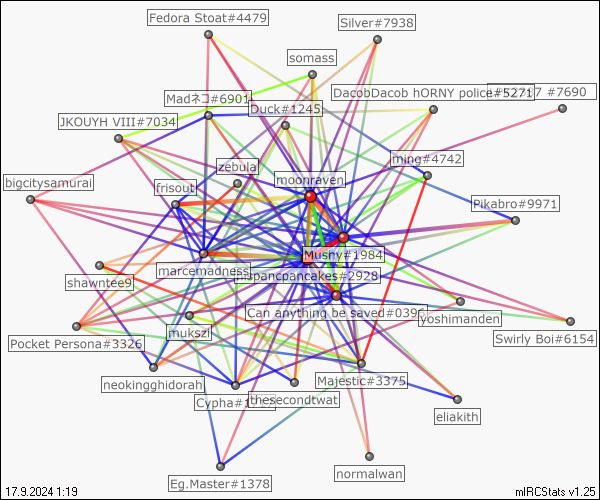 Fedora Stoat#4479
Silver#7938
somass
DacobDacob hORNY police#5271
#7690
Madネコ#6901
Duck#1245
JKOUYH VIII#7034
ming#4742
zebula
moonraven
bigcitysamurai
frisout
Pikabro#9971
Mushy#1984
marcemadness
pancpancakes#2928
shawntee9
Can anything be saved#0396
yoshimanden
mukszi
Pocket Persona#3326
Swirly Boi#6154
neokingghidorah
Majestic#3375
Cypha#1
thesecondtwat
eliakith
Eg.Master#1378
normalwan
17.9.2024 1:19
mIRCStats v1.25